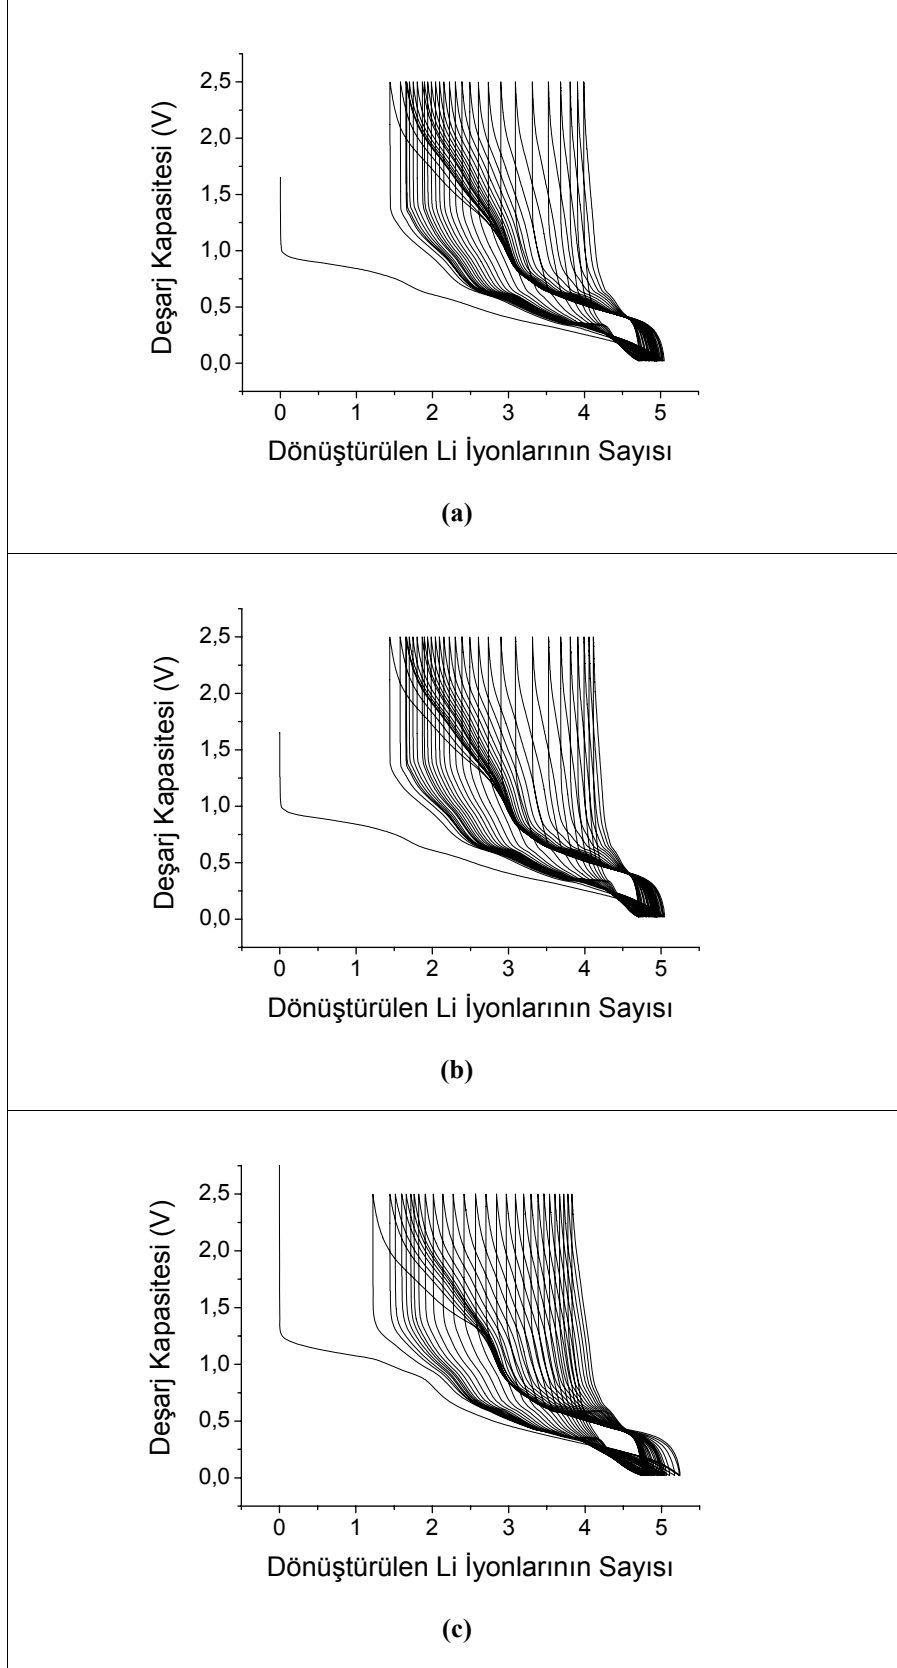 2,5
2,0
1,5
1,0
0,5
0,0
Deşarj Kapasitesi (V)
0 1 2 3 4 5
Dönüştürülen Li İyonlarının Sayısı
(a)
2,5
2,0
1,5
1,0
0,5
0,0
Deşarj Kapasitesi (V)
0 1 2 3 4 5
Dönüştürülen Li İyonlarının Sayısı
(b)
2,5
2,0
1,5
1,0
0,5
0,0
Deşarj Kapasitesi (V)
0 1 2 3 4 5
Dönüştürülen Li İyonlarının Sayısı
(c)